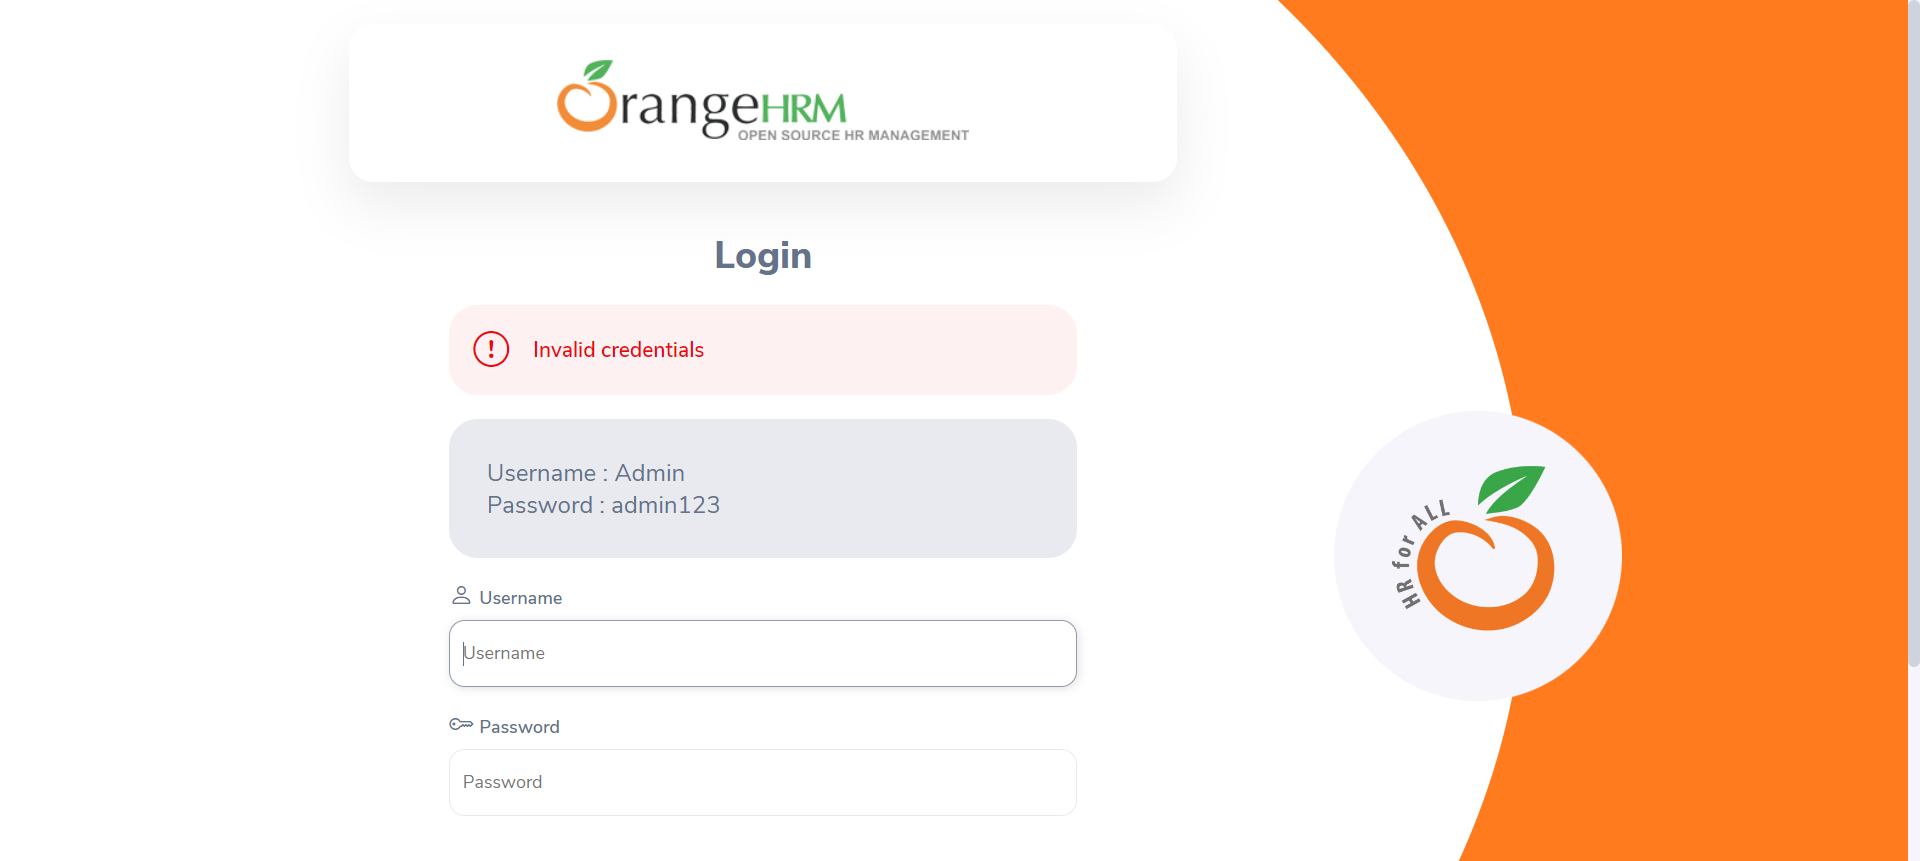 OrangeHRM
OPEN SOURCE HR MANAGEMENT
Login
! Invalid credentials
Username : Admin
Password : admin123
Username
Username
Password
Password
HR for ALL